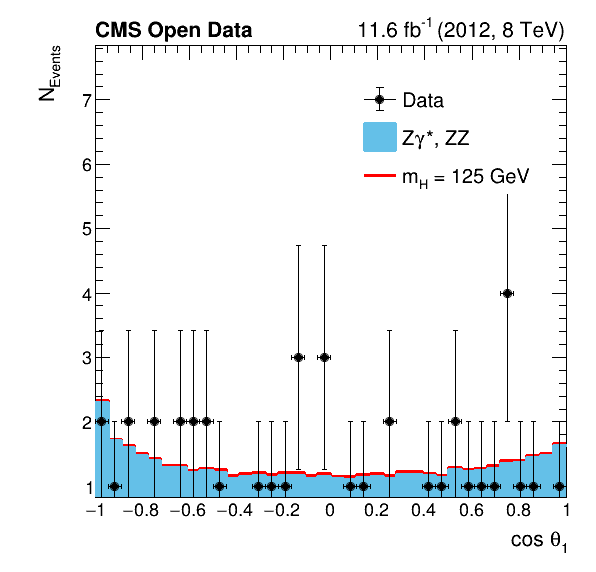 CMS Open Data 11.6 fb⁻¹ (2012, 8 TeV)
N_Events
Data
Zγ*, ZZ
m_H = 125 GeV
7
6
5
4
3
2
1
−1 −0.8 −0.6 −0.4 −0.2 0 0.2 0.4 0.6 0.8 1
cos θ₁